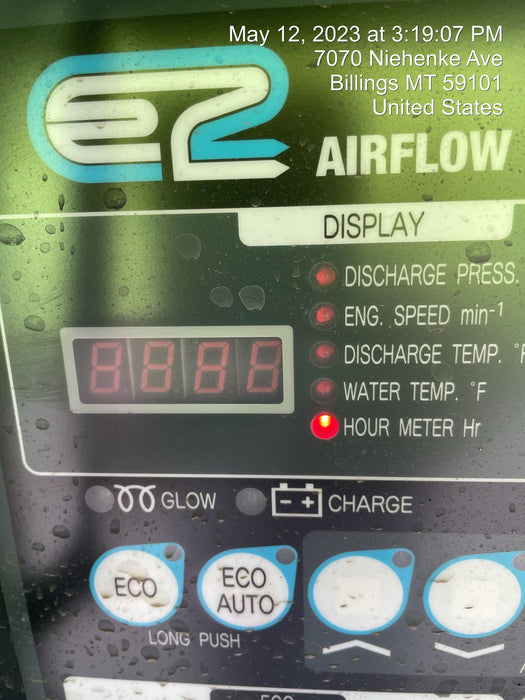 May 12, 2023 at 3:19:07 PM
7070 Niehenke Ave
Billings MT 59101
United States
e2
AIRFLOW
DISPLAY
DISCHARGE PRESS.
ENG. SPEED min-1
DISCHARGE TEMP. °F
WATER TEMP. °F
HOUR METER Hr
GLOW
- +
CHARGE
ECO
ECO
AUTO
LONG PUSH